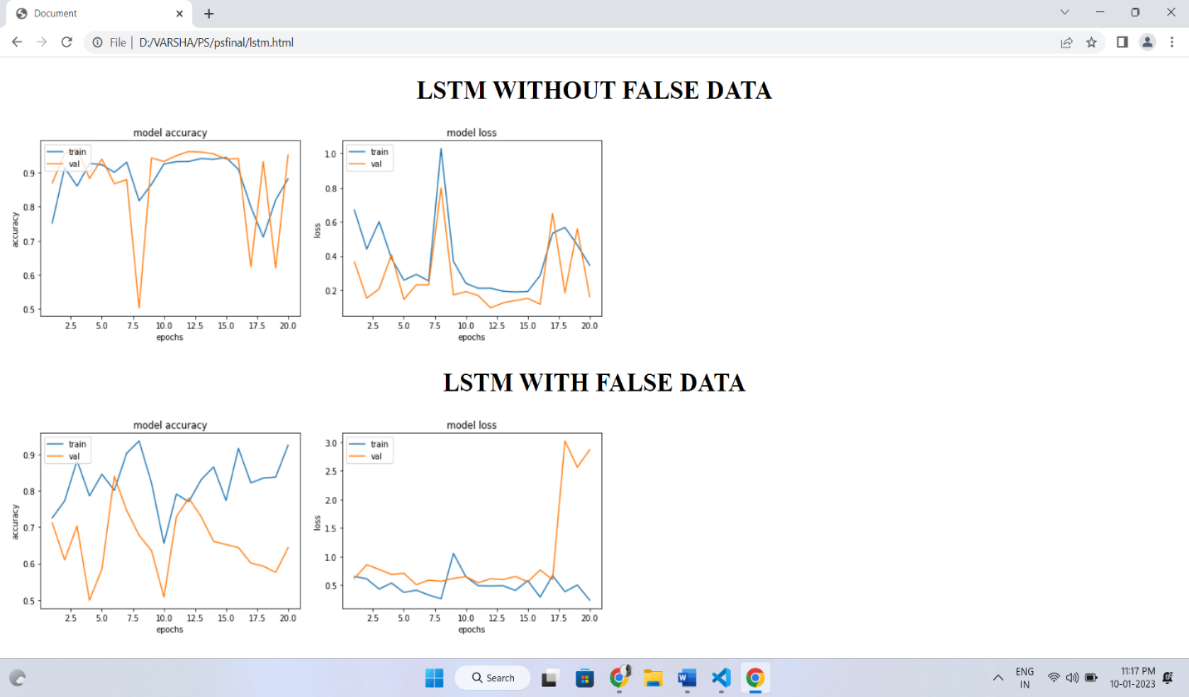 Document
File | D:/VARSHA/PS/psfinal/lstm.html
LSTM WITHOUT FALSE DATA
model accuracy
train
val
accuracy
0.9
0.8
0.7
0.6
0.5
2.5 5.0 7.5 10.0 12.5 15.0 17.5 20.0
epochs
model loss
train
val
loss
1.0
0.8
0.6
0.4
0.2
2.5 5.0 7.5 10.0 12.5 15.0 17.5 20.0
epochs
LSTM WITH FALSE DATA
model accuracy
train
val
accuracy
0.9
0.8
0.7
0.6
0.5
2.5 5.0 7.5 10.0 12.5 15.0 17.5 20.0
epochs
model loss
train
val
loss
3.0
2.5
2.0
1.5
1.0
0.5
2.5 5.0 7.5 10.0 12.5 15.0 17.5 20.0
epochs
Search
ENG
IN
11:17 PM
10-01-2023